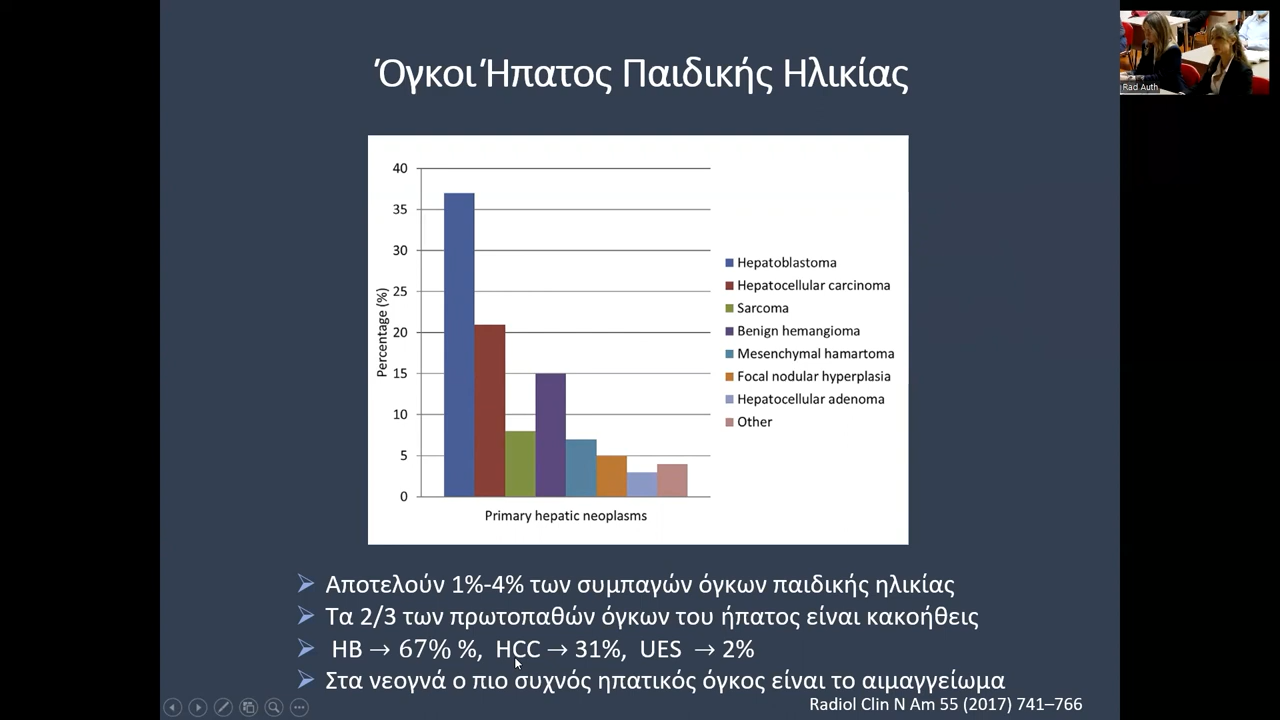 Όγκοι Ήπατος Παιδικής Ηλικίας
Rad Auth
40
35
30
25
20
15
10
5
0
Percentage (%)
Primary hepatic neoplasms
Hepatoblastoma
Hepatocellular carcinoma
Sarcoma
Benign hemangioma
Mesenchymal hamartoma
Focal nodular hyperplasia
Hepatocellular adenoma
Other
Αποτελούν 1%-4% των συμπαγών όγκων παιδικής ηλικίας
Τα 2/3 των πρωτοπαθών όγκων του ήπατος είναι κακοήθεις
HB → 67% %, HCC → 31%, UES → 2%
Στα νεογνά ο πιο συχνός ηπατικός όγκος είναι το αιμαγγείωμα
Radiol Clin N Am 55 (2017) 741–766